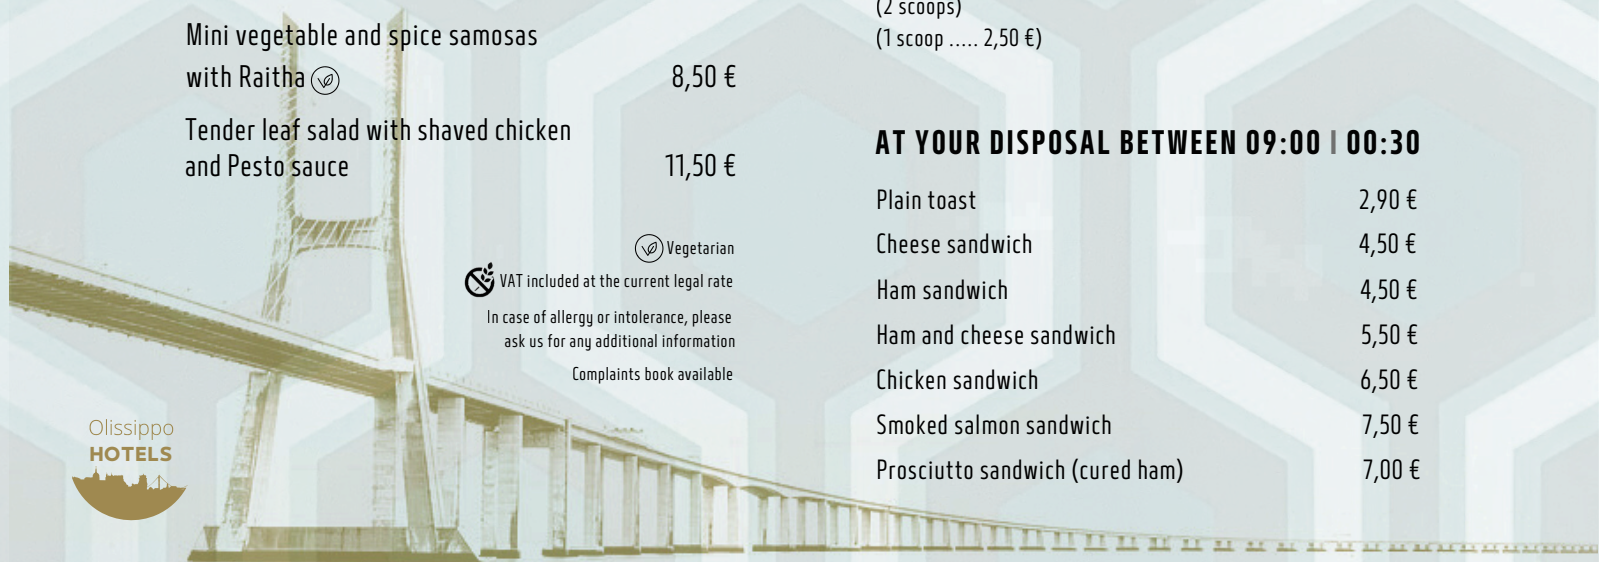 Mini vegetable and spice samosas
with Raitha 8,50 €
Tender leaf salad with shaved chicken
and Pesto sauce 11,50 €
Vegetarian
VAT included at the current legal rate
In case of allergy or intolerance, please
ask us for any additional information
Complaints book available
Olissippo
HOTELS
(2 scoops)
(1 scoop ..... 2,50 €)
AT YOUR DISPOSAL BETWEEN 09:00 I 00:30
Plain toast 2,90 €
Cheese sandwich 4,50 €
Ham sandwich 4,50 €
Ham and cheese sandwich 5,50 €
Chicken sandwich 6,50 €
Smoked salmon sandwich 7,50 €
Prosciutto sandwich (cured ham) 7,00 €